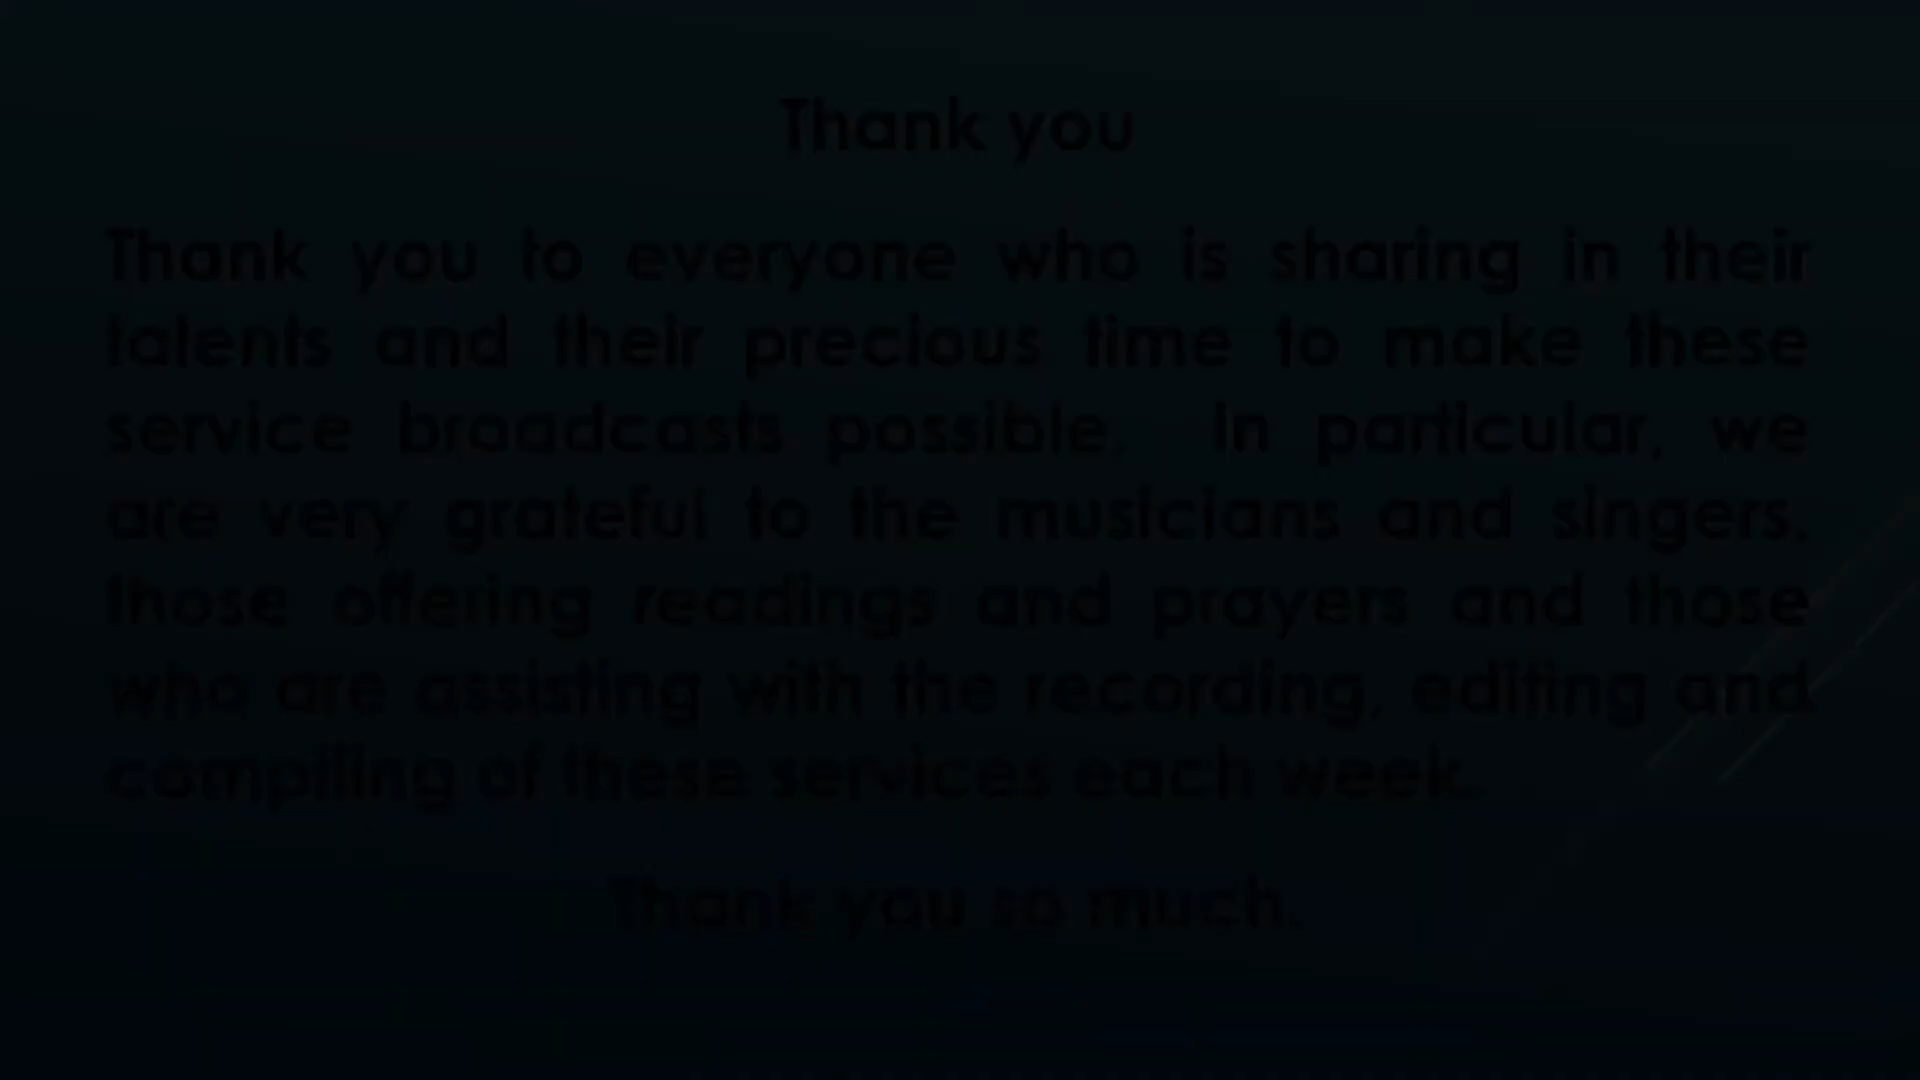 Thank you
Thank you to everyone who is sharing in their
talents and their precious time to make these
service broadcasts possible.  In particular, we
are very grateful to the musicians and singers,
those offering readings and prayers and those
who are assisting with the recording, editing and
compiling of these services each week.
Thank you so much.